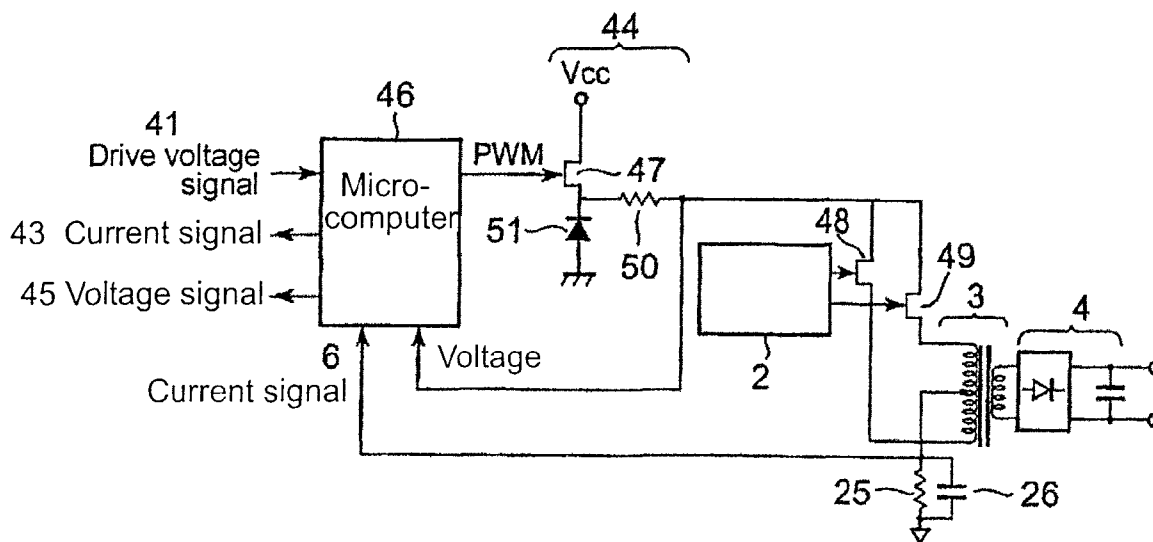 44
Vcc
46
41
Drive voltage
signal
PWM
47
Micro-
computer
43 Current signal
51
50
48
49
45 Voltage signal
3
4
6
Voltage
2
Current signal
25
26